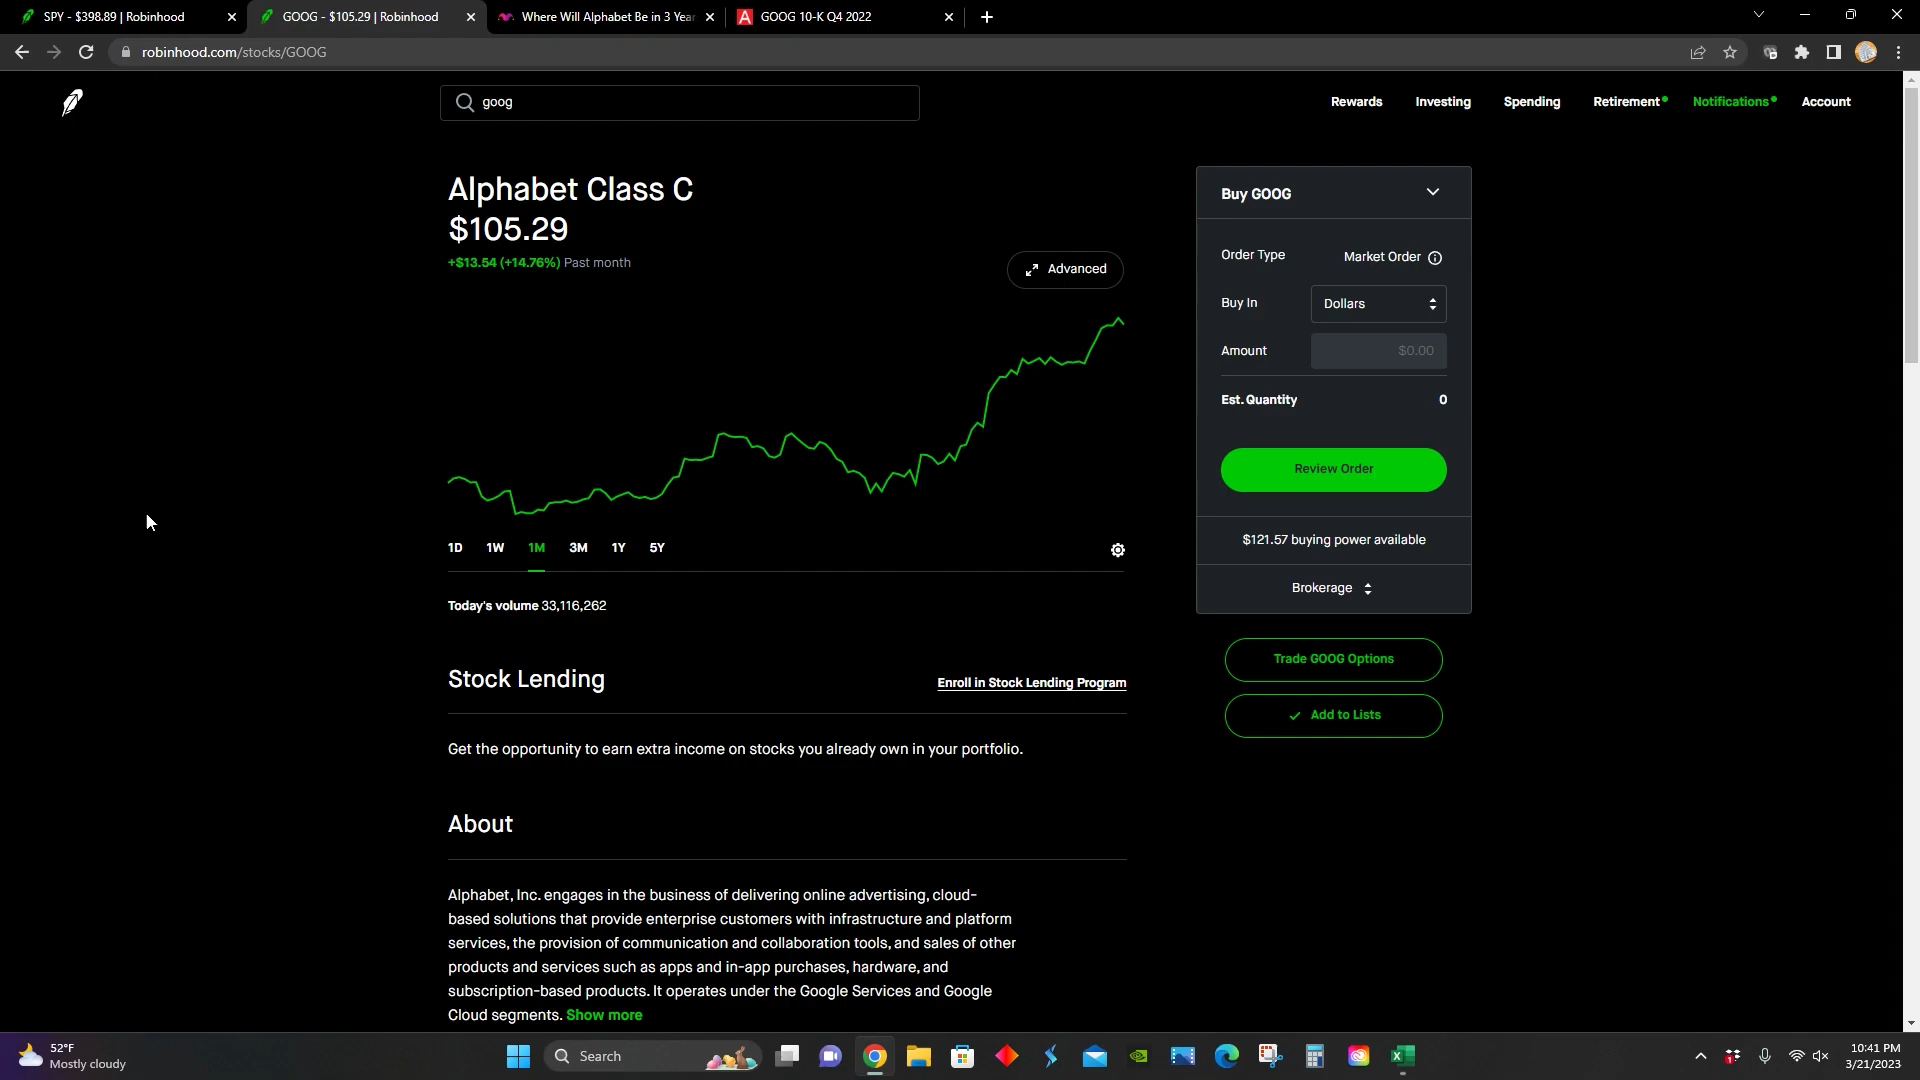 SPY - $398.89 | Robinhood
GOOG - $105.29 | Robinhood
Where Will Alphabet Be in 3 Year
GOOG 10-K Q4 2022
robinhood.com/stocks/GOOG
goog
Rewards
Investing
Spending
Retirement
Notifications
Account
Alphabet Class C
$105.29
+$13.54 (+14.76%) Past month
Advanced
1D 1W 1M 3M 1Y 5Y
Today's volume 33,116,262
Stock Lending
Enroll in Stock Lending Program
Get the opportunity to earn extra income on stocks you already own in your portfolio.
About
Alphabet, Inc. engages in the business of delivering online advertising, cloud-
based solutions that provide enterprise customers with infrastructure and platform
services, the provision of communication and collaboration tools, and sales of other
products and services such as apps and in-app purchases, hardware, and
subscription-based products. It operates under the Google Services and Google
Cloud segments. Show more
Buy GOOG
Order Type Market Order
Buy In Dollars
Amount $0.00
Est. Quantity 0
Review Order
$121.57 buying power available
Brokerage
Trade GOOG Options
Add to Lists
52°F
Mostly cloudy
Search
10:41 PM
3/21/2023